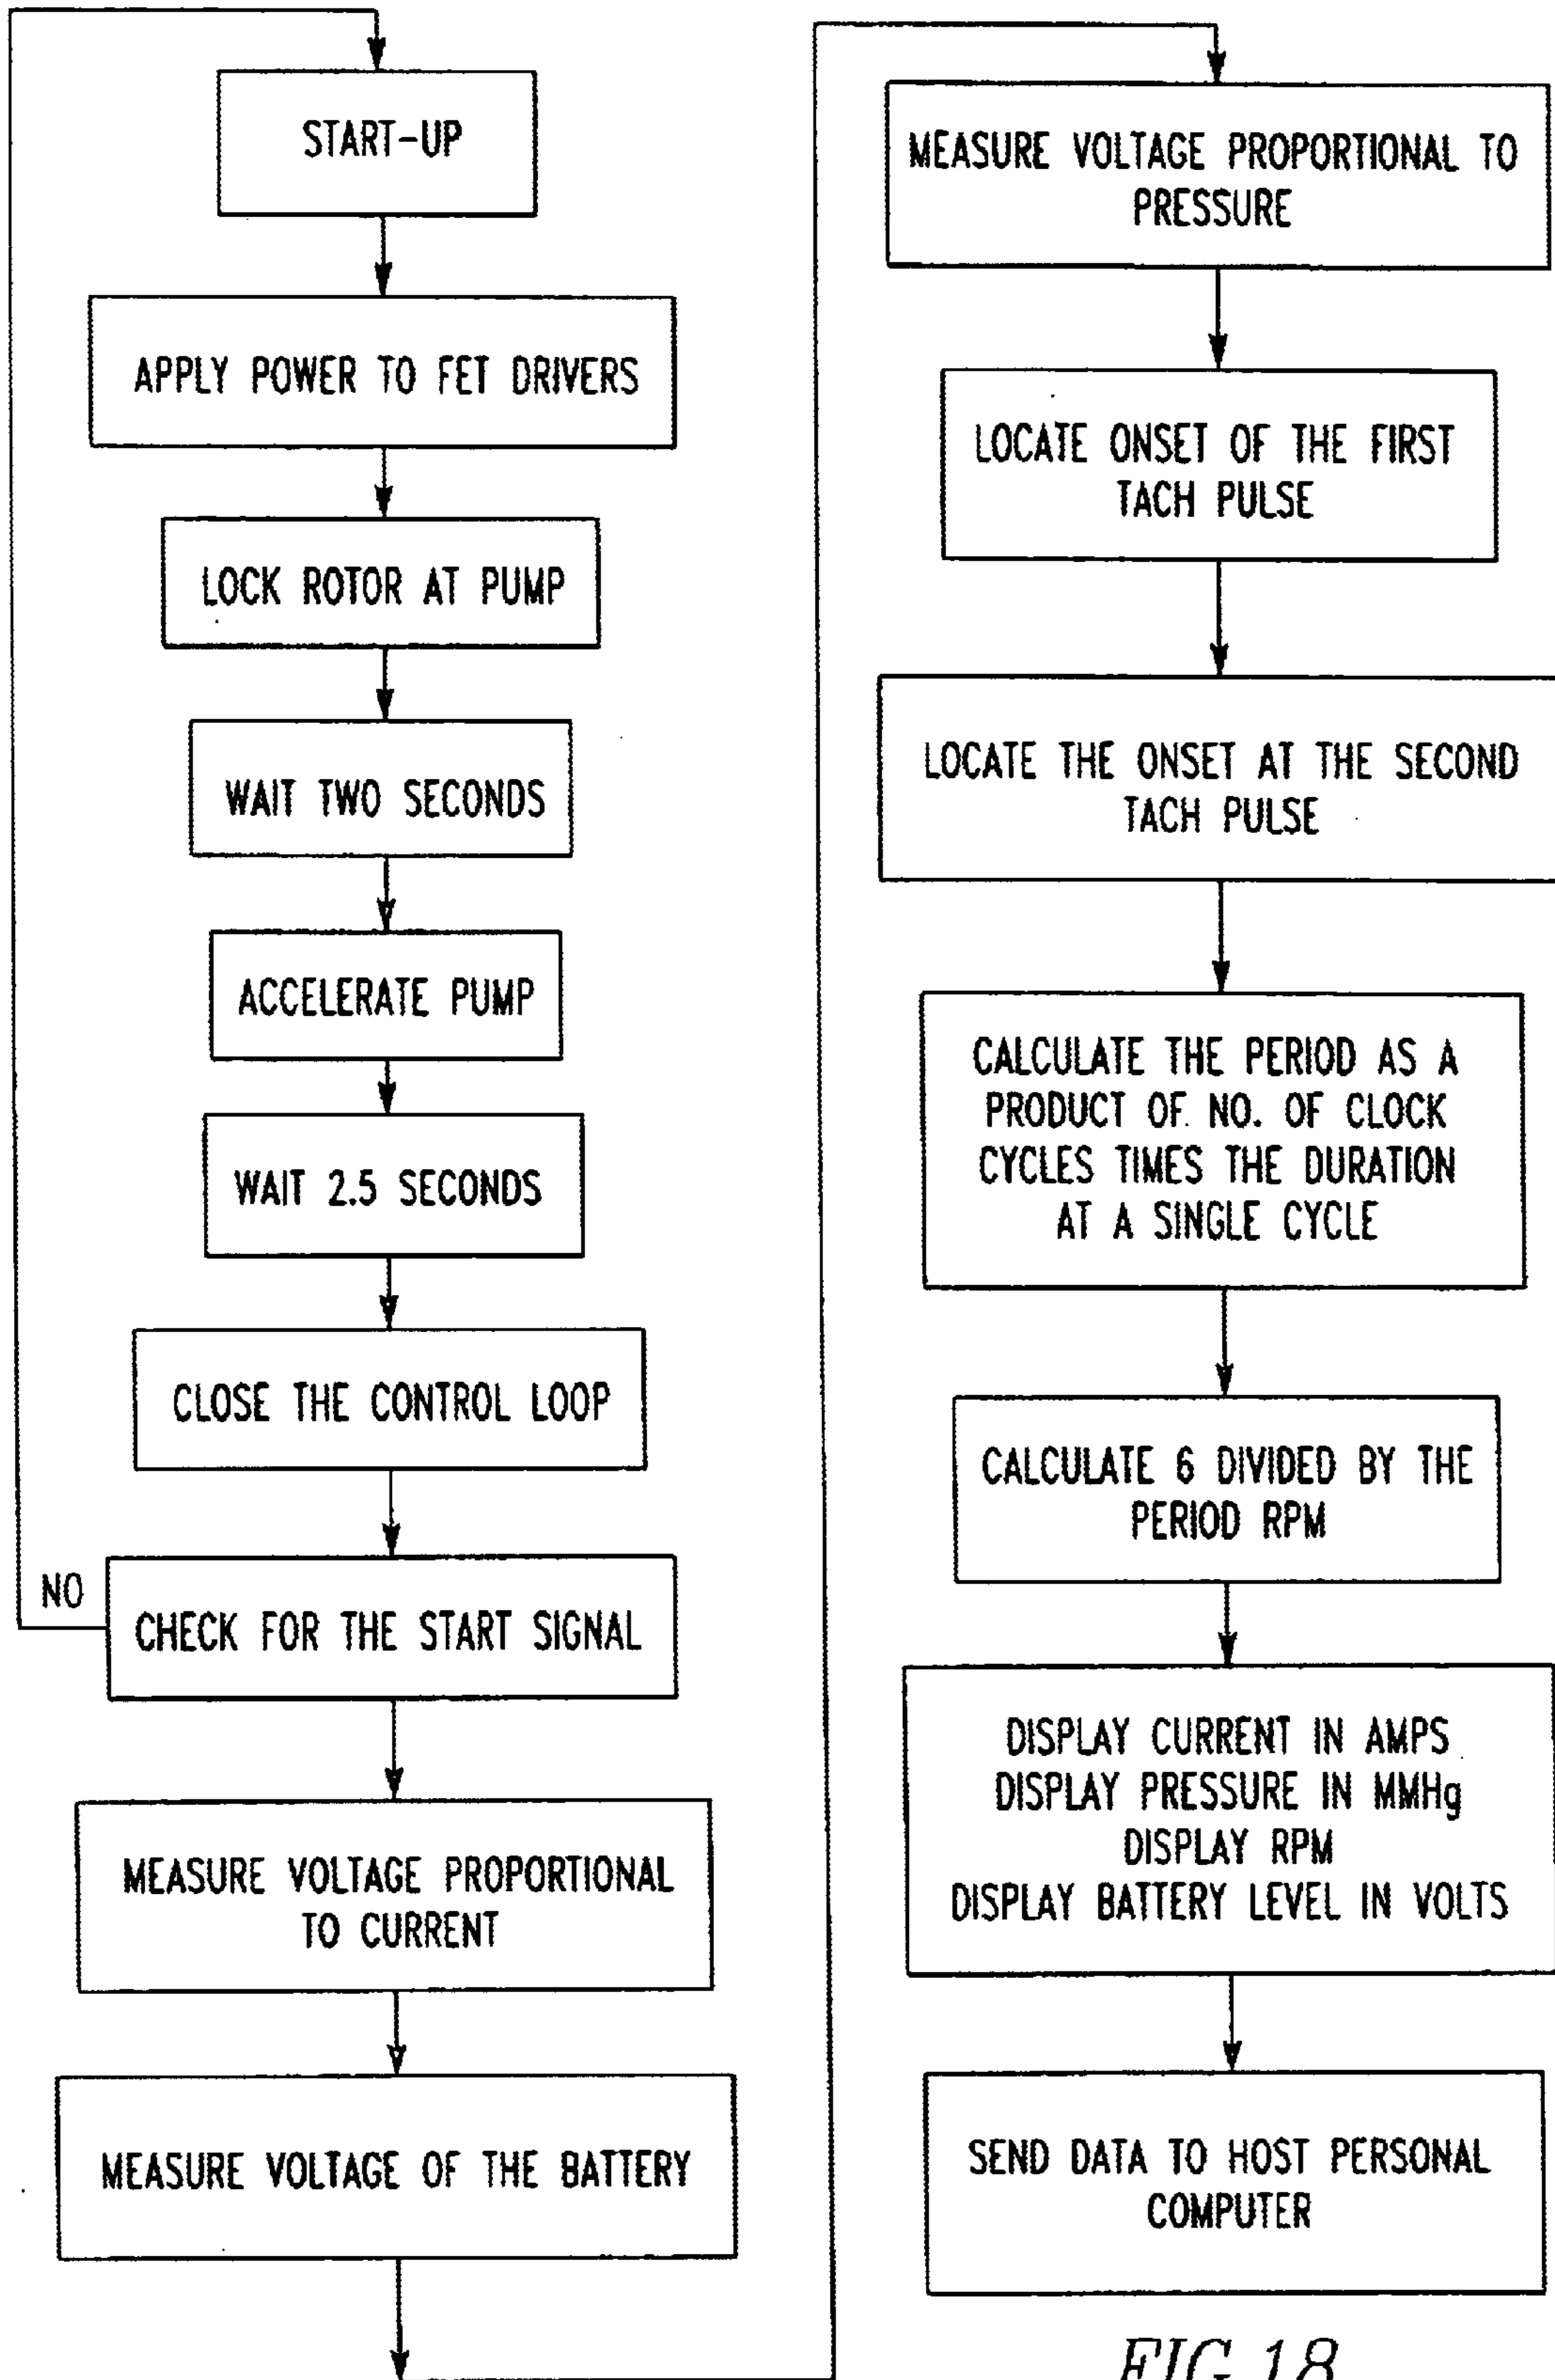 START-UP
APPLY POWER TO FET DRIVERS
LOCK ROTOR AT PUMP
WAIT TWO SECONDS
ACCELERATE PUMP
WAIT 2.5 SECONDS
CLOSE THE CONTROL LOOP
NO
CHECK FOR THE START SIGNAL
MEASURE VOLTAGE PROPORTIONAL
TO CURRENT
MEASURE VOLTAGE OF THE BATTERY
MEASURE VOLTAGE PROPORTIONAL TO
PRESSURE
LOCATE ONSET OF THE FIRST
TACH PULSE
LOCATE THE ONSET AT THE SECOND
TACH PULSE
CALCULATE THE PERIOD AS A
PRODUCT OF NO. OF CLOCK
CYCLES TIMES THE DURATION
AT A SINGLE CYCLE
CALCULATE 6 DIVIDED BY THE
PERIOD RPM
DISPLAY CURRENT IN AMPS
DISPLAY PRESSURE IN MMHg
DISPLAY RPM
DISPLAY BATTERY LEVEL IN VOLTS
SEND DATA TO HOST PERSONAL
COMPUTER
FIG. 18